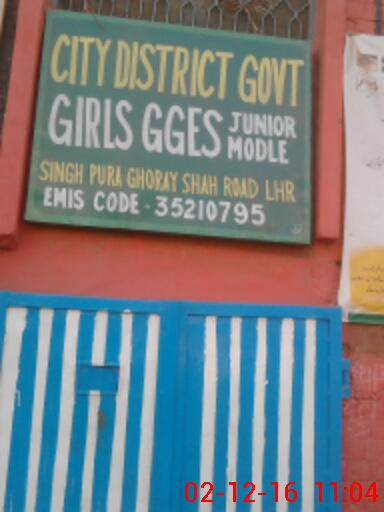 CITY DISTRICT GOVT
GIRLS GGES JUNIOR MODLE
SINGH PURA GHORAY SHAH ROAD LHR
EMIS CODE - 35210795
02-12-16 11:04